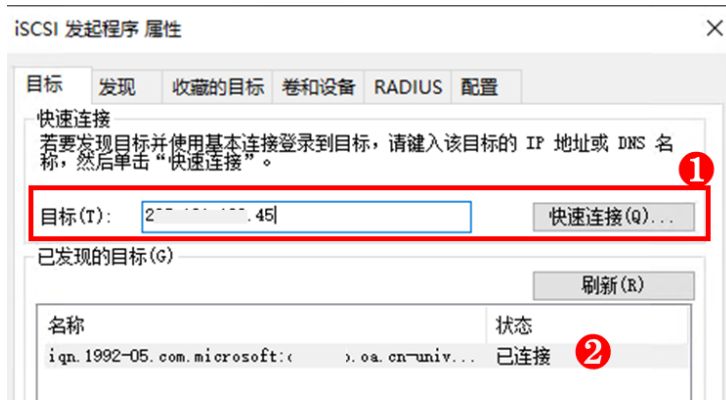 iSCSI 发起程序 属性
目标 发现 收藏的目标 卷和设备 RADIUS 配置
快速连接
若要发现目标并使用基本连接登录到目标，请键入该目标的 IP 地址或 DNS 名
称，然后单击“快速连接”。
1
目标(T): 2 .45 快速连接(Q)...
已发现的目标(G)
刷新(R)
名称 状态
iqn.1992-05.com.microsoft: .oa.cn-univ... 已连接 2